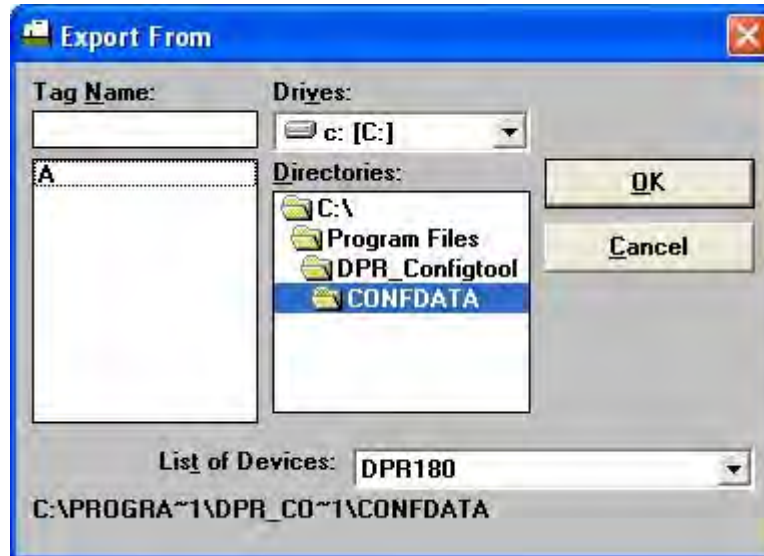 Export From
Tag Name:
Drives:
c: [C:]
A
Directories:
C:\
Program Files
DPR_Configtool
CONFDATA
OK
Cancel
List of Devices:
DPR180
C:\PROGRA~1\DPR_CO~1\CONFDATA